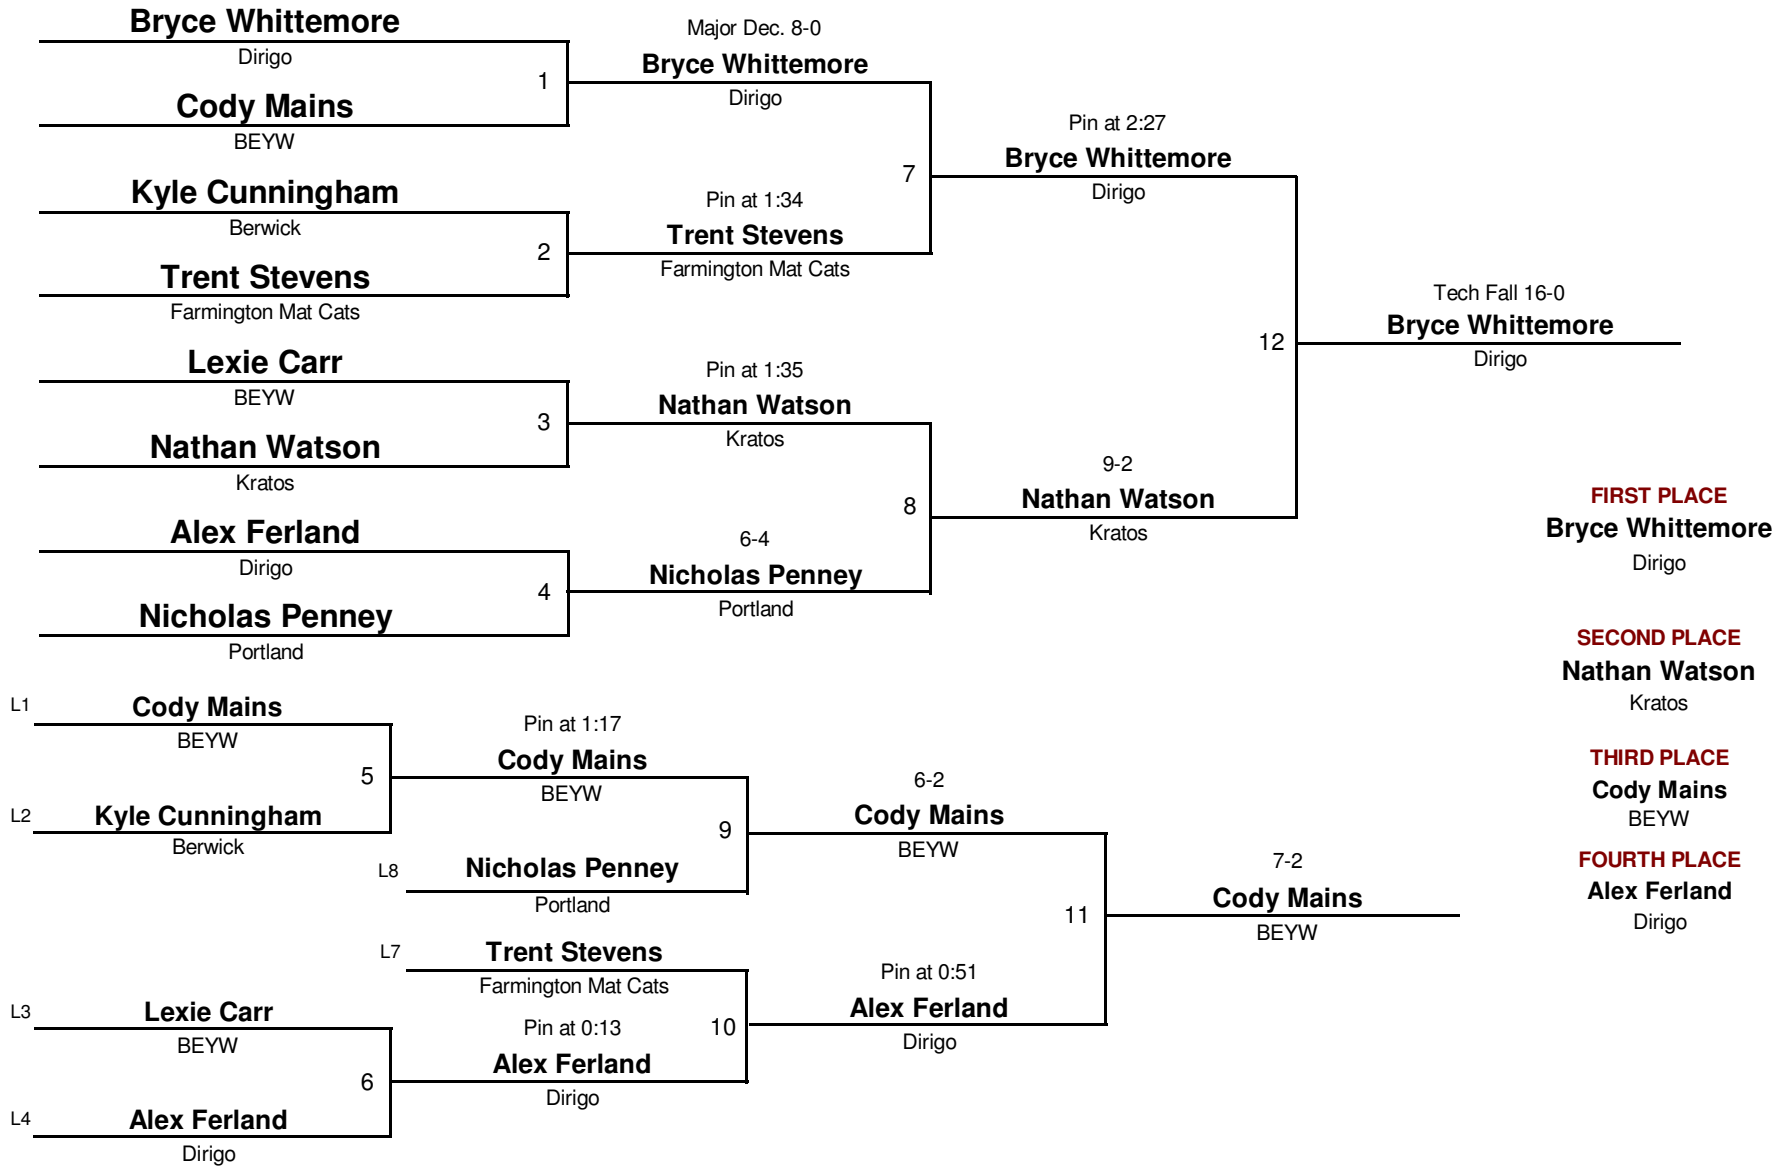 Bryce Whittemore
Dirigo
1
Cody Mains
BEYW
Kyle Cunningham
Berwick
2
Trent Stevens
Farmington Mat Cats
Lexie Carr
BEYW
3
Nathan Watson
Kratos
Alex Ferland
Dirigo
4
Nicholas Penney
Portland
Major Dec. 8-0
Bryce Whittemore
Dirigo
7
Pin at 1:34
Trent Stevens
Farmington Mat Cats
Pin at 1:35
Nathan Watson
Kratos
8
6-4
Nicholas Penney
Portland
Pin at 2:27
Bryce Whittemore
Dirigo
12
9-2
Nathan Watson
Kratos
Tech Fall 16-0
Bryce Whittemore
Dirigo
L1
Cody Mains
BEYW
5
L2
Kyle Cunningham
Berwick
Pin at 1:17
Cody Mains
BEYW
9
L8
Nicholas Penney
Portland
L7
Trent Stevens
Farmington Mat Cats
10
L3
Lexie Carr
BEYW
6
L4
Alex Ferland
Dirigo
Pin at 0:13
Alex Ferland
Dirigo
6-2
Cody Mains
BEYW
11
Pin at 0:51
Alex Ferland
Dirigo
7-2
Cody Mains
BEYW
FIRST PLACE
Bryce Whittemore
Dirigo
SECOND PLACE
Nathan Watson
Kratos
THIRD PLACE
Cody Mains
BEYW
FOURTH PLACE
Alex Ferland
Dirigo